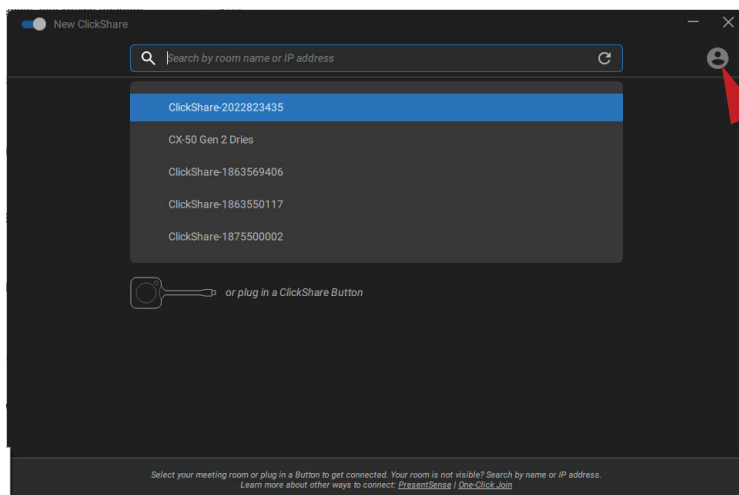 New ClickShare
Search by room name or IP address
ClickShare-2022823435
CX-50 Gen 2 Dries
ClickShare-1863569406
ClickShare-1863550117
ClickShare-1875500002
or plug in a ClickShare Button
Select your meeting room or plug in a Button to get connected. Your room is not visible? Search by name or IP address.
Learn more about other ways to connect: PresentSense | One-Click Join